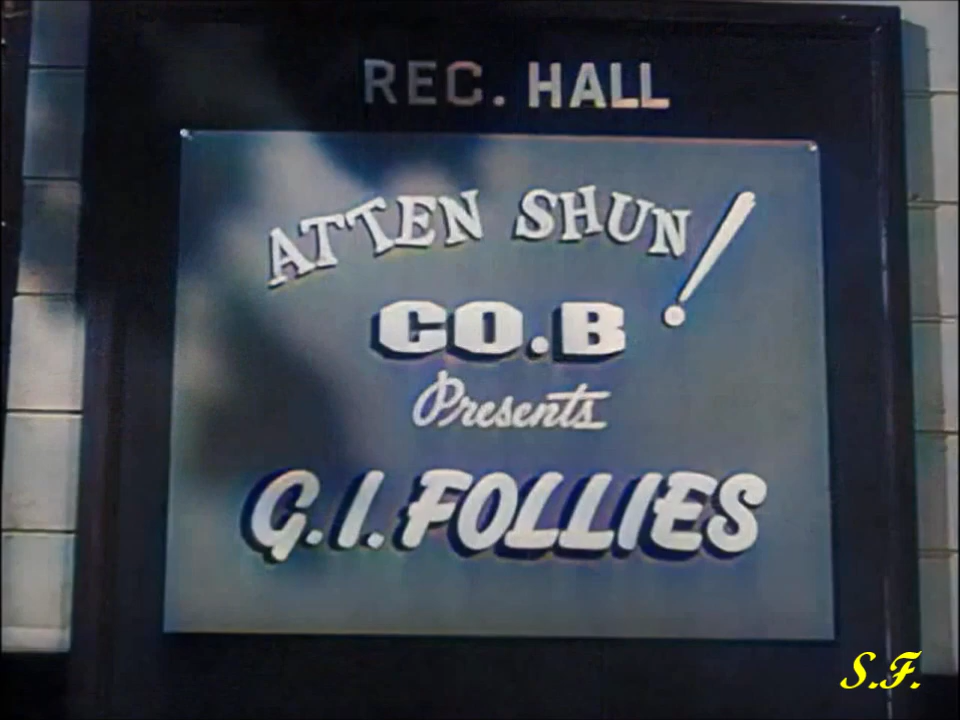 REC. HALL
ATTEN SHUN!
CO.B
Presents
G.I. FOLLIES
S.F.